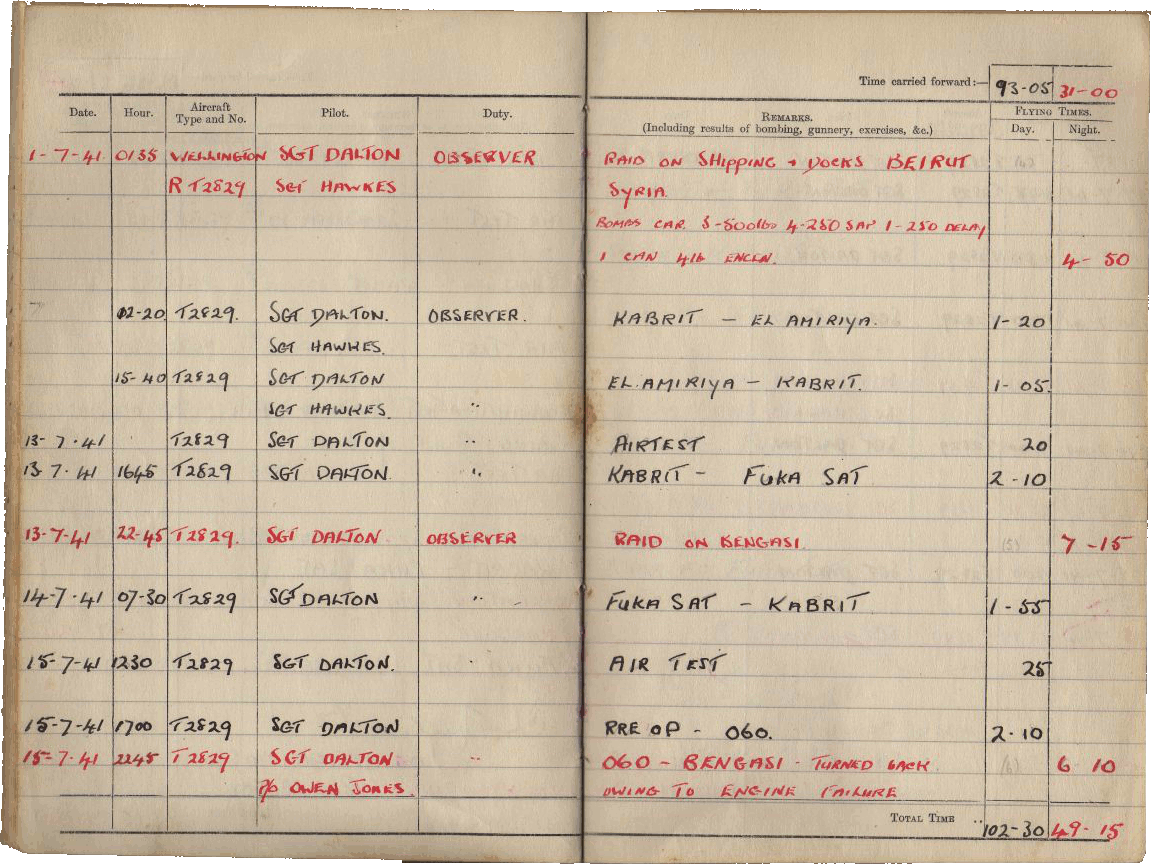 Time carried forward:— 93-05 31-00
Date. Hour. Aircraft Type and No. Pilot. Duty. REMARKS. (Including results of bombing, gunnery, exercises, &c.) FLYING TIMES. Day. Night.
1-7-41 0135 WELLINGTON SGT DALTON OBSERVER RAID ON SHIPPING + DOCKS BEIRUT
R T2829 SGT HAWKES SYRIA.
BOMBS CAR. 5-500lbs 4-250 SAP 1-250 DELAY
1 CAN 4lb ENCEN. 4-50
02-20 T2829. SGT DALTON. OBSERVER. KABRIT — EL AMIRIYA. 1-20
SGT HAWKES.
15-40 T2829 SGT DALTON EL AMIRIYA — KABRIT. 1-05
SGT HAWKES. "
13-7-41 T2829 SGT DALTON " AIRTEST 20
13 7-41 1645 T2829 SGT DALTON. " KABRIT - FUKA SAT 2-10
13-7-41 22-45 T2829. SGT DALTON. OBSERVER RAID ON BENGASI. (5) 7-15
14-7-41 07-30 T2829 SGT DALTON " FUKA SAT - KABRIT. 1-55
15-7-41 1230 T2829 SGT DALTON. " AIR TEST 25
15-7-41 1700 T2829 SGT DALTON RRE OP - 060. 2-10
15-7-41 2245 T2829 SGT DALTON " 060 - BENGASI - TURNED BACK (6) 6 10
P/O OWEN JONES. OWING TO ENGINE FAILURE
TOTAL TIME .. 102-30 49-15